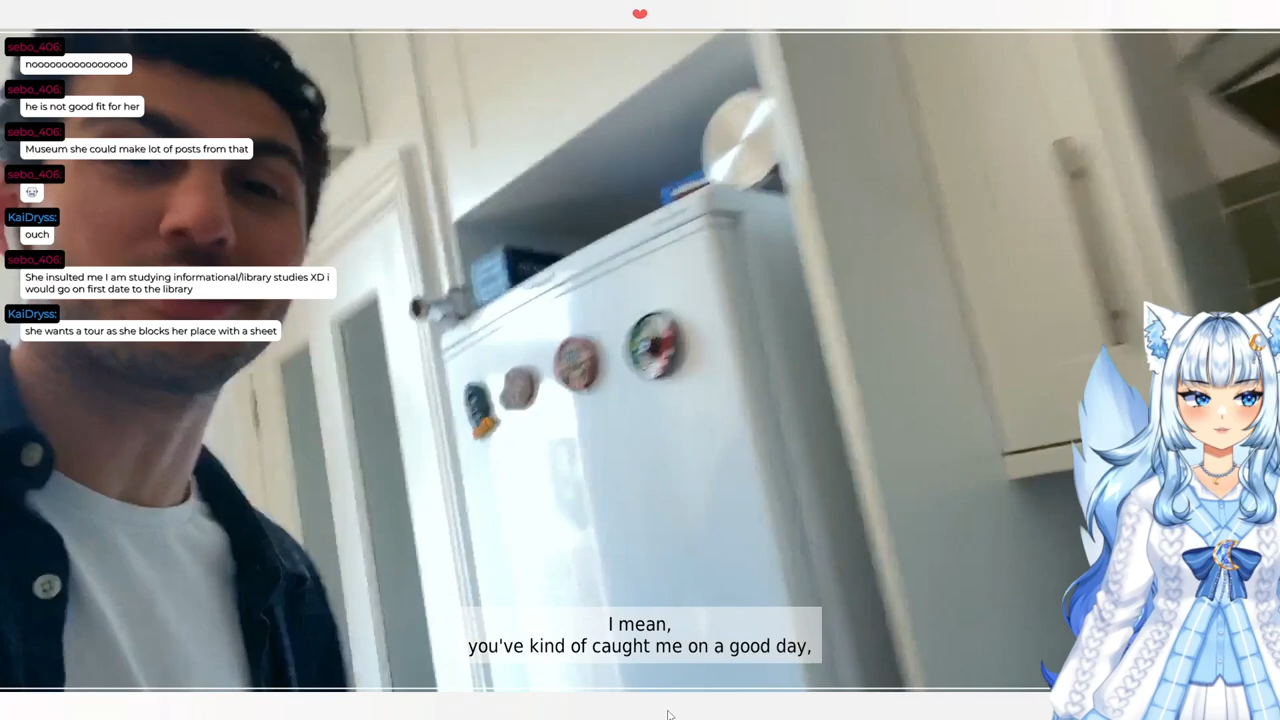 sebo_406:
nooooooooooooooooo
sebo_406:
he is not good fit for her
sebo_406:
Museum she could make lot of posts from that
sebo_406:
KaiDryss:
ouch
sebo_406:
She insulted me I am studying informational/library studies XD i
would go on first date to the library
KaiDryss:
she wants a tour as she blocks her place with a sheet
I mean,
you've kind of caught me on a good day,